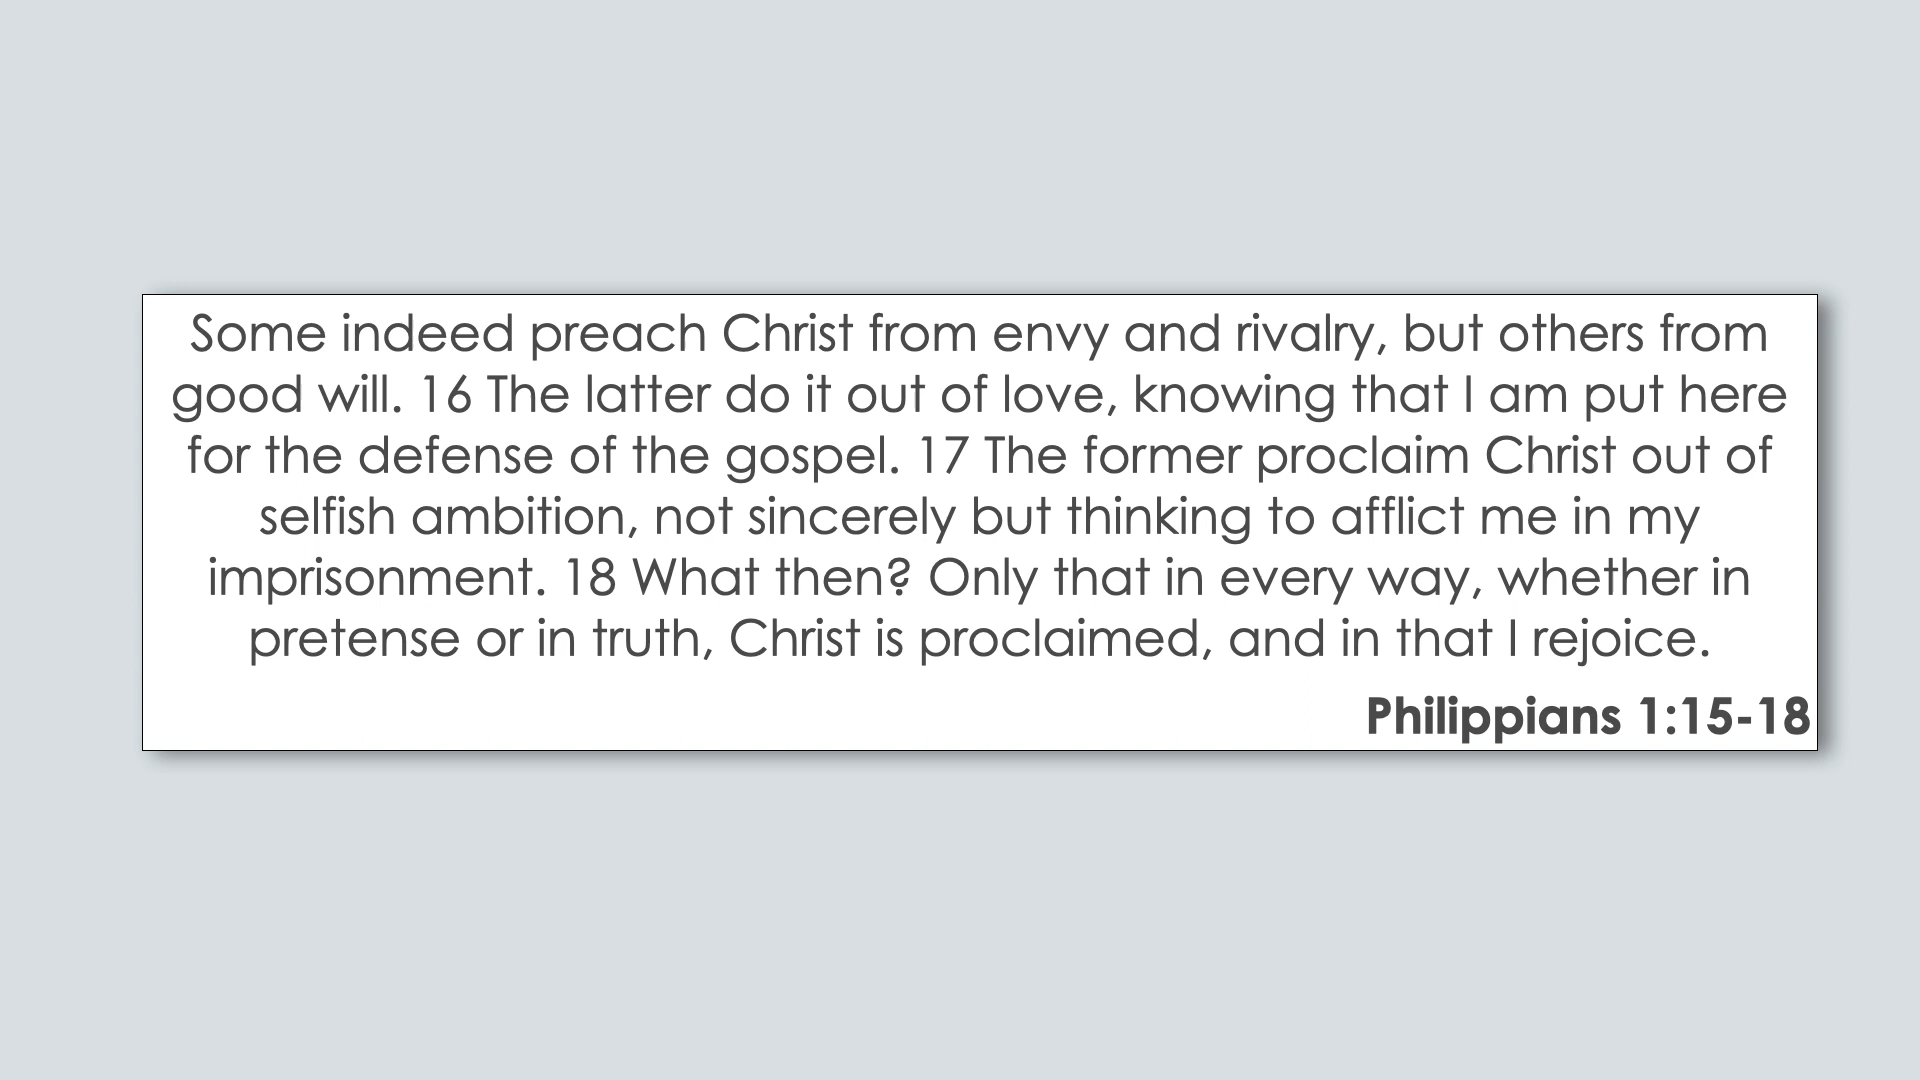 Some indeed preach Christ from envy and rivalry, but others from
good will. 16 The latter do it out of love, knowing that I am put here
for the defense of the gospel. 17 The former proclaim Christ out of
selfish ambition, not sincerely but thinking to afflict me in my
imprisonment. 18 What then? Only that in every way, whether in
pretense or in truth, Christ is proclaimed, and in that I rejoice.
Philippians 1:15-18